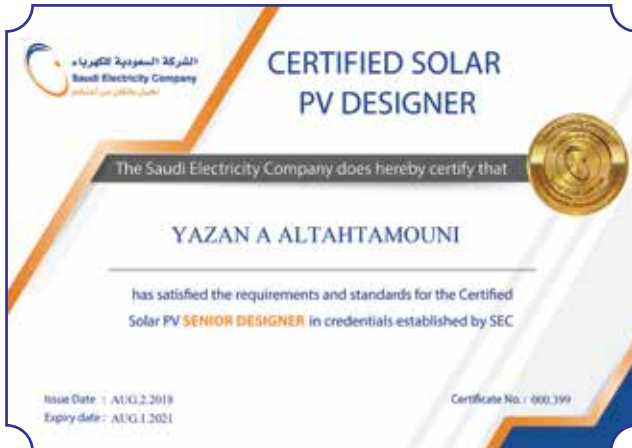 الشركة السعودية للكهرباء
Saudi Electricity Company
CERTIFIED SOLAR
PV DESIGNER
The Saudi Electricity Company does hereby certify that
YAZAN A ALTAHTAMOUNI
has satisfied the requirements and standards for the Certified
Solar PV SENIOR DESIGNER in credentials established by SEC
Issue Date : AUG.2.2018
Certificate No. : 000.399
Expiry date : AUG.1.2021